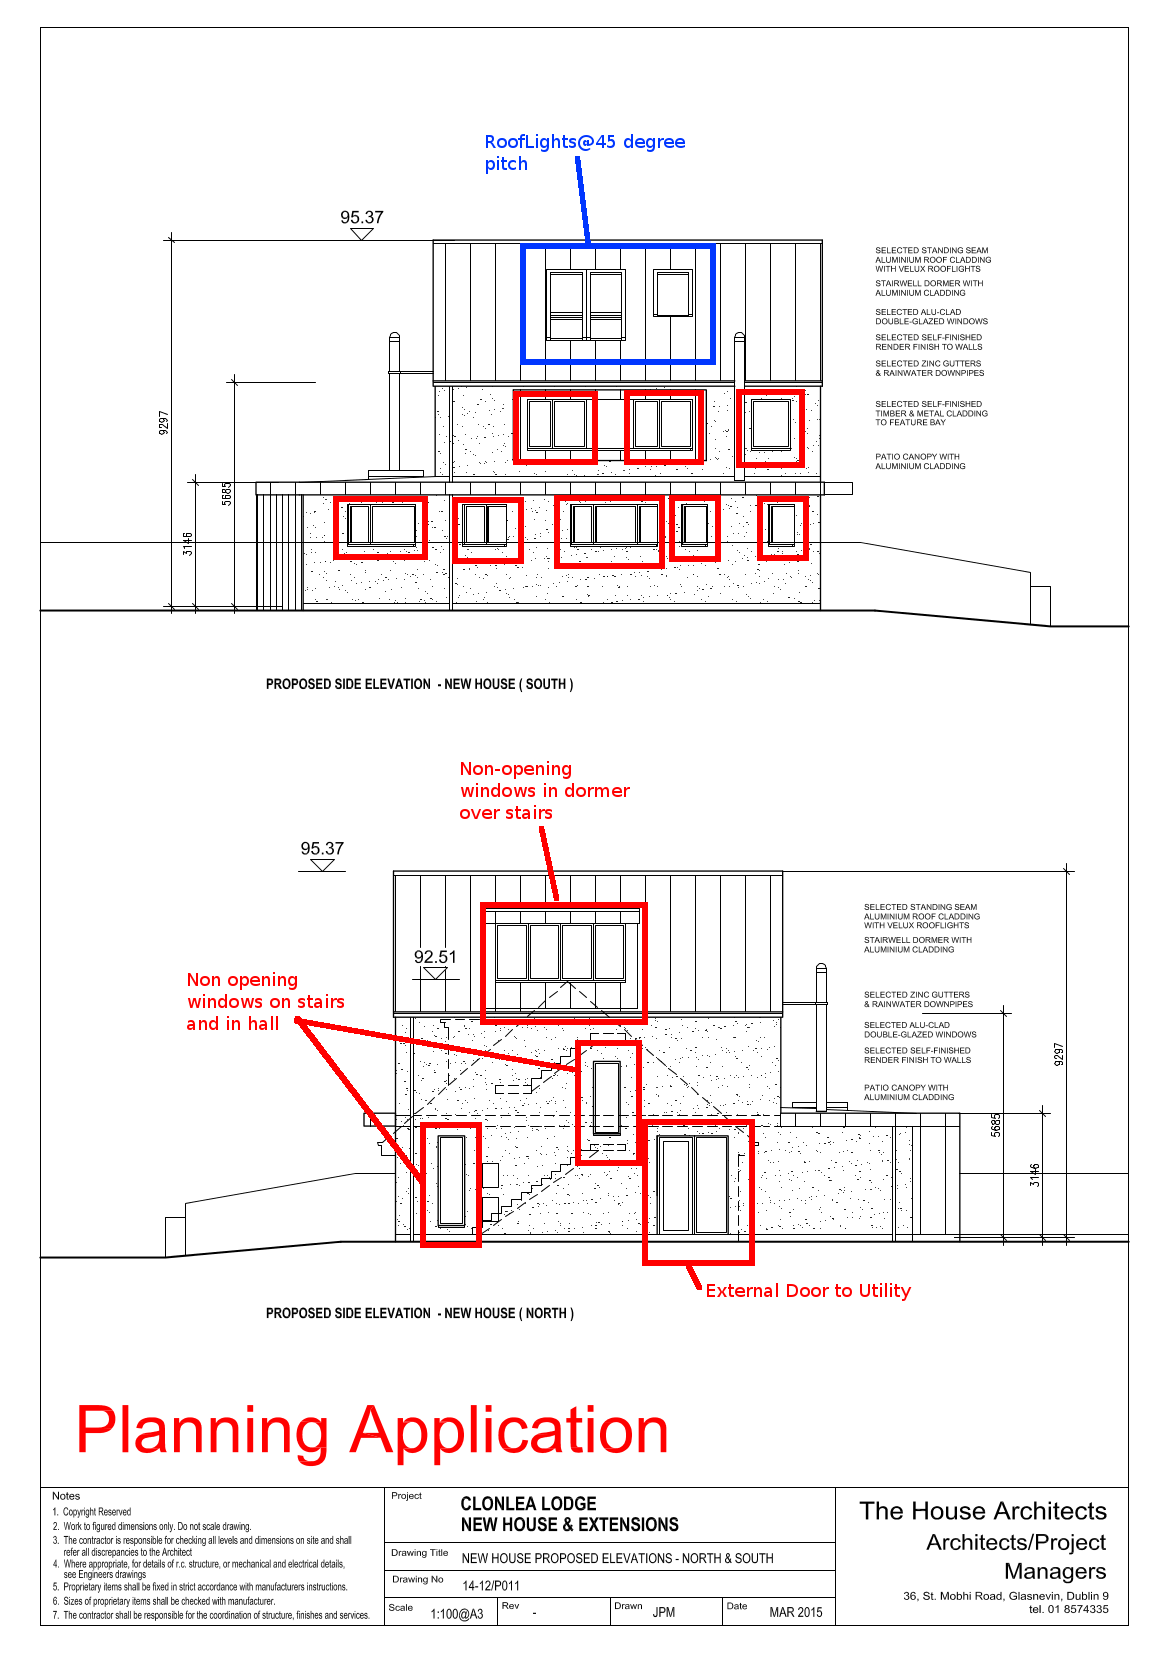 RoofLights@45 degree
pitch
95.37
SELECTED STANDING SEAM
ALUMINIUM ROOF CLADDING
WITH VELUX ROOFLIGHTS
STAIRWELL DORMER WITH
ALUMINIUM CLADDING
SELECTED ALU-CLAD
DOUBLE-GLAZED WINDOWS
SELECTED SELF-FINISHED
RENDER FINISH TO WALLS
SELECTED ZINC GUTTERS
& RAINWATER DOWNPIPES
SELECTED SELF-FINISHED
TIMBER & METAL CLADDING
TO FEATURE BAY
PATIO CANOPY WITH
ALUMINIUM CLADDING
9297
5685
3146
PROPOSED SIDE ELEVATION - NEW HOUSE ( SOUTH )
Non-opening
windows in dormer
over stairs
95.37
92.51
Non opening
windows on stairs
and in hall
SELECTED STANDING SEAM
ALUMINIUM ROOF CLADDING
WITH VELUX ROOFLIGHTS
STAIRWELL DORMER WITH
ALUMINIUM CLADDING
SELECTED ZINC GUTTERS
& RAINWATER DOWNPIPES
SELECTED ALU-CLAD
DOUBLE-GLAZED WINDOWS
SELECTED SELF-FINISHED
RENDER FINISH TO WALLS
PATIO CANOPY WITH
ALUMINIUM CLADDING
9297
5685
3146
External Door to Utility
PROPOSED SIDE ELEVATION - NEW HOUSE ( NORTH )
Planning Application
Notes
1. Copyright Reserved
2. Work to figured dimensions only. Do not scale drawing.
3. The contractor is responsible for checking all levels and dimensions on site and shall
refer all discrepancies to the Architect
4. Where appropriate, for details of r.c. structure, or mechanical and electrical details,
see Engineers drawings
5. Proprietary items shall be fixed in strict accordance with manufacturers instructions.
6. Sizes of proprietary items shall be checked with manufacturer.
7. The contractor shall be responsible for the coordination of structure, finishes and services.
Project
CLONLEA LODGE
NEW HOUSE & EXTENSIONS
Drawing Title NEW HOUSE PROPOSED ELEVATIONS - NORTH & SOUTH
Drawing No 14-12/P011
Scale 1:100@A3 Rev - Drawn JPM Date MAR 2015
The House Architects
Architects/Project
Managers
36, St. Mobhi Road, Glasnevin, Dublin 9
tel. 01 8574335